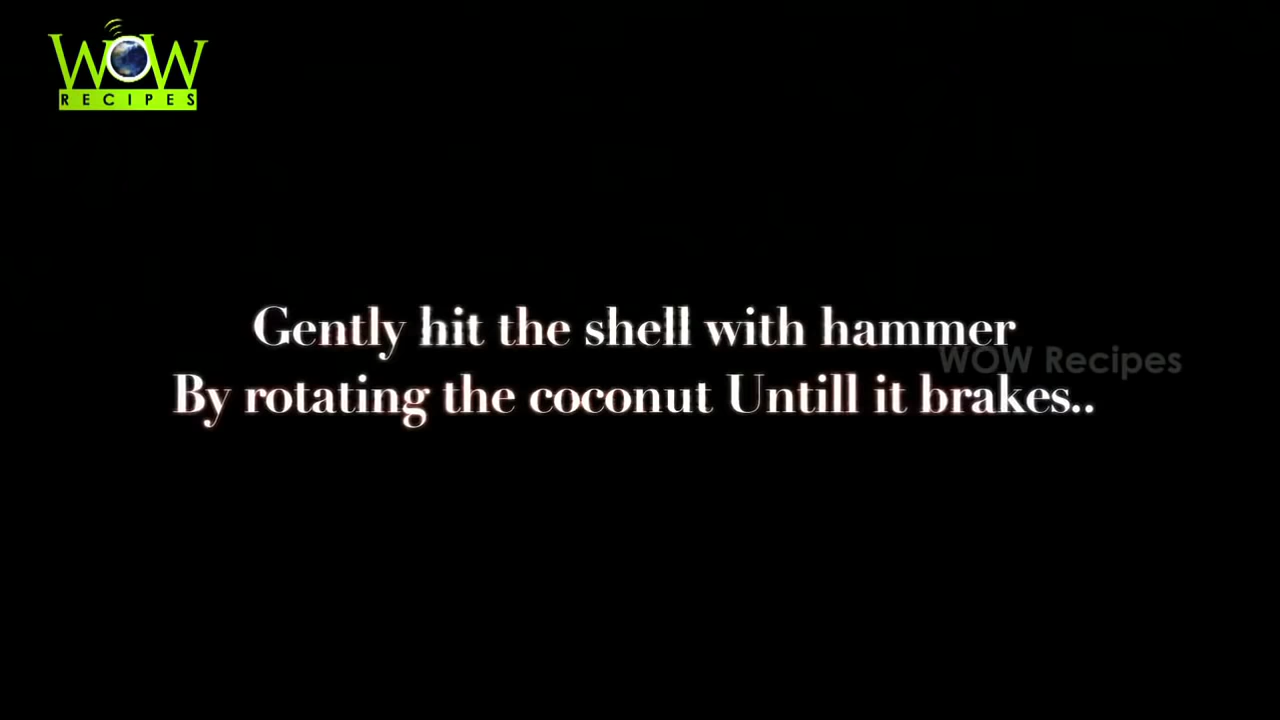 WOW
RECIPES
Gently hit the shell with hammer
WOW Recipes
By rotating the coconut Untill it brakes..